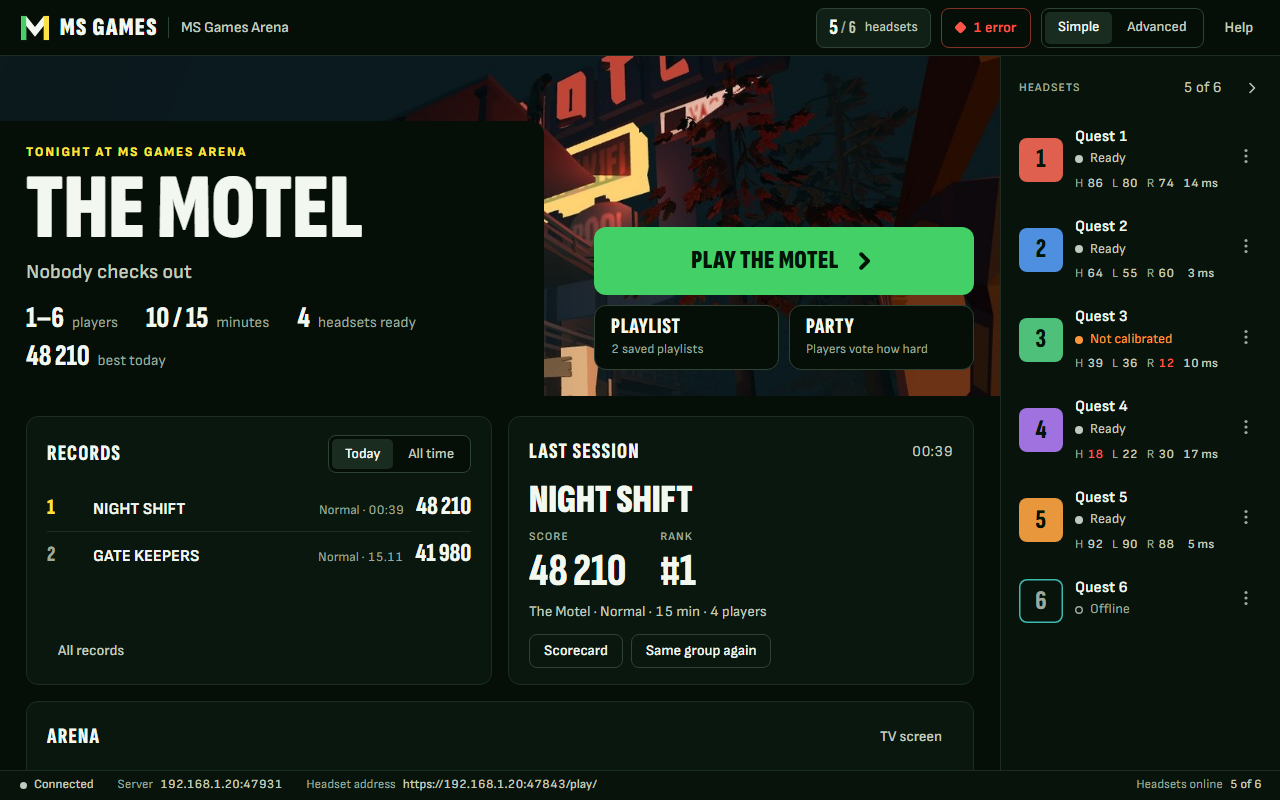 MS GAMES
MS Games Arena
5 / 6 headsets
1 error
Simple
Advanced
Help
TONIGHT AT MS GAMES ARENA
THE MOTEL
Nobody checks out
1–6 players
10 / 15 minutes
4 headsets ready
48 210 best today
PLAY THE MOTEL
PLAYLIST
2 saved playlists
PARTY
Players vote how hard
RECORDS
Today
All time
1 NIGHT SHIFT Normal · 00:39 48 210
2 GATE KEEPERS Normal · 15.11 41 980
All records
LAST SESSION
00:39
NIGHT SHIFT
SCORE
48 210
RANK
#1
The Motel · Normal · 15 min · 4 players
Scorecard
Same group again
ARENA
TV screen
HEADSETS
5 of 6
1
Quest 1
Ready
H 86 L 80 R 74 14 ms
2
Quest 2
Ready
H 64 L 55 R 60 3 ms
3
Quest 3
Not calibrated
H 39 L 36 R 12 10 ms
4
Quest 4
Ready
H 18 L 22 R 30 17 ms
5
Quest 5
Ready
H 92 L 90 R 88 5 ms
6
Quest 6
Offline
Connected
Server 192.168.1.20:47931
Headset address https://192.168.1.20:47843/play/
Headsets online 5 of 6